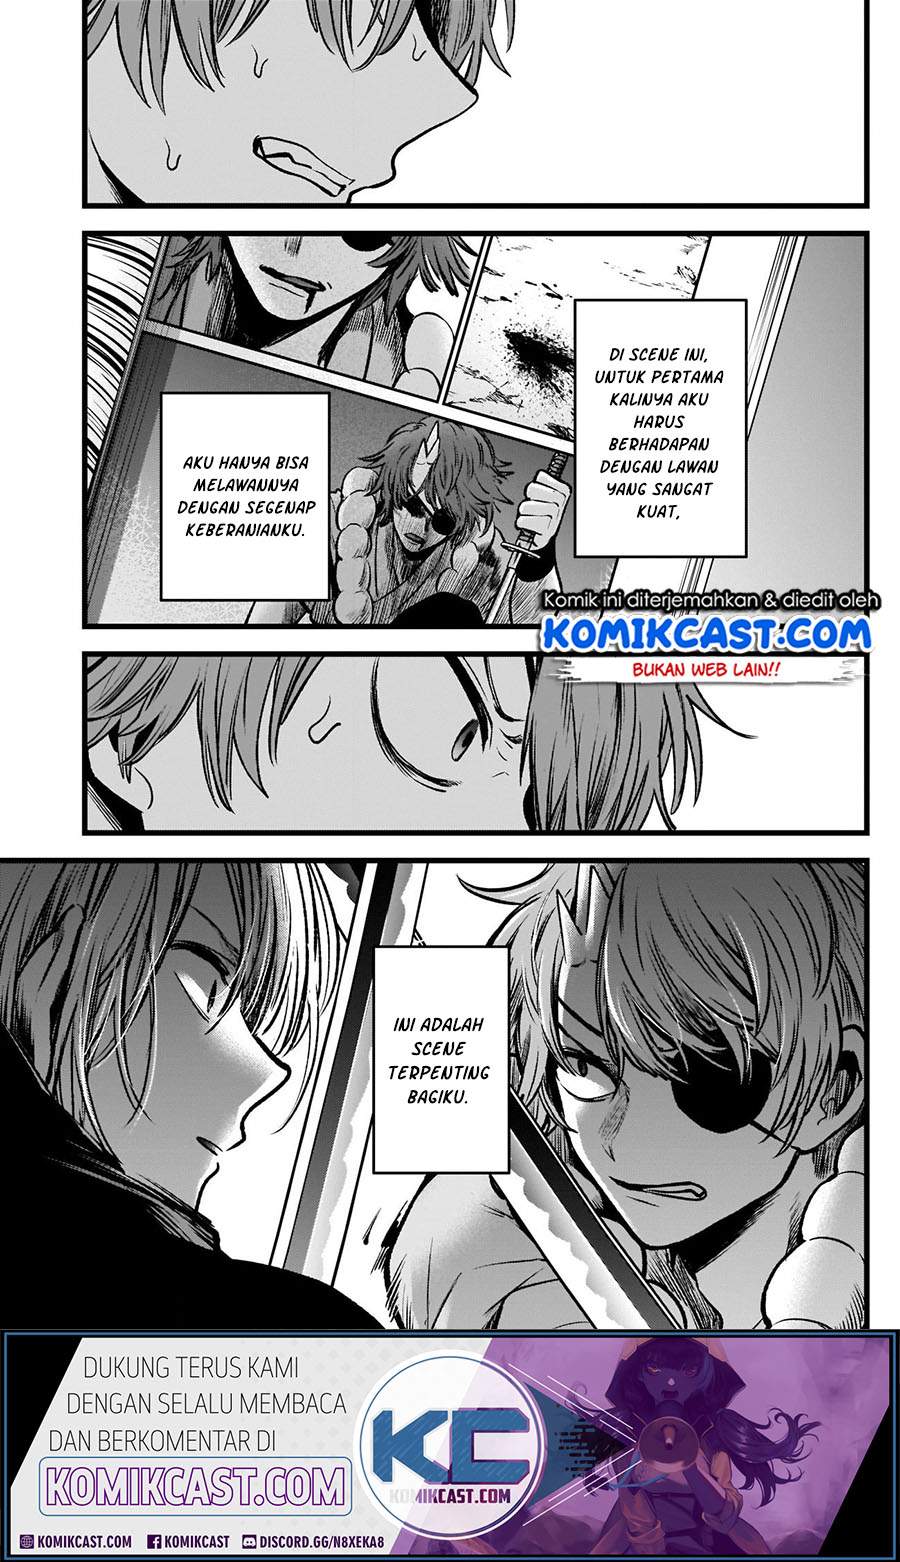 DI SCENE INI,
UNTUK PERTAMA
KALINYA AKU
HARUS
BERHADAPAN
DENGAN LAWAN
YANG SANGAT
KUAT,
AKU HANYA BISA
MELAWANNYA
DENGAN SEGENAP
KEBERANIANKU.
Komik ini diterjemahkan & diedit oleh
KOMIKCAST.COM
BUKAN WEB LAIN!!
INI ADALAH
SCENE
TERPENTING
BAGIKU.
DUKUNG TERUS KAMI
DENGAN SELALU MEMBACA
DAN BERKOMENTAR DI
KOMIKCAST.COM
KC
KOMIKCAST.COM
KOMIKCAST.COM
KOMIKCAST
DISCORD.GG/N8XEKA8